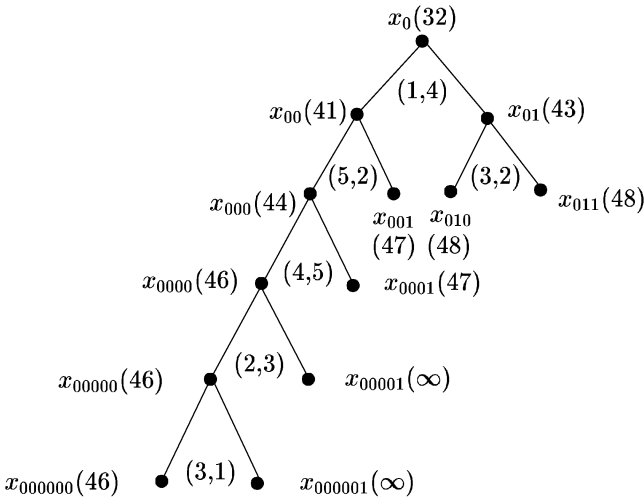 x₀(32)
(1,4)
x₀₀(41)
x₀₁(43)
(5,2)
(3,2)
x₀₀₀(44)
x₀₀₁
(47)
x₀₁₀
(48)
x₀₁₁(48)
x₀₀₀₀(46)
(4,5)
x₀₀₀₁(47)
(2,3)
x₀₀₀₀₀(46)
x₀₀₀₀₁(∞)
x₀₀₀₀₀₀(46)
(3,1)
x₀₀₀₀₀₁(∞)